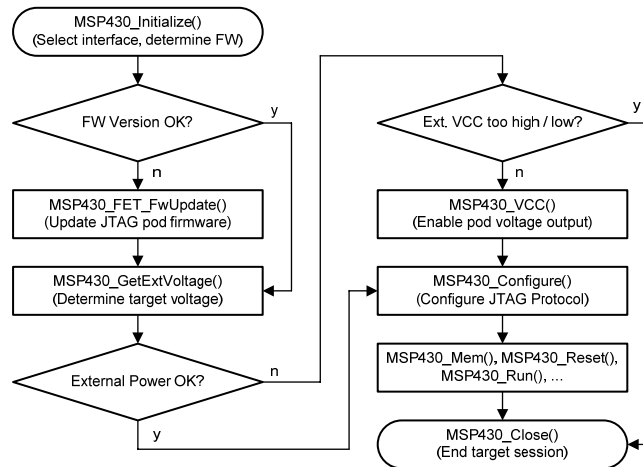 MSP430_Initialize()
(Select interface, determine FW)
FW Version OK?
y
n
MSP430_FET_FwUpdate()
(Update JTAG pod firmware)
MSP430_GetExtVoltage()
(Determine target voltage)
External Power OK?
n
y
Ext. VCC too high / low?
y
n
MSP430_VCC()
(Enable pod voltage output)
MSP430_Configure()
(Configure JTAG Protocol)
MSP430_Mem(), MSP430_Reset(),
MSP430_Run(), ...
MSP430_Close()
(End target session)